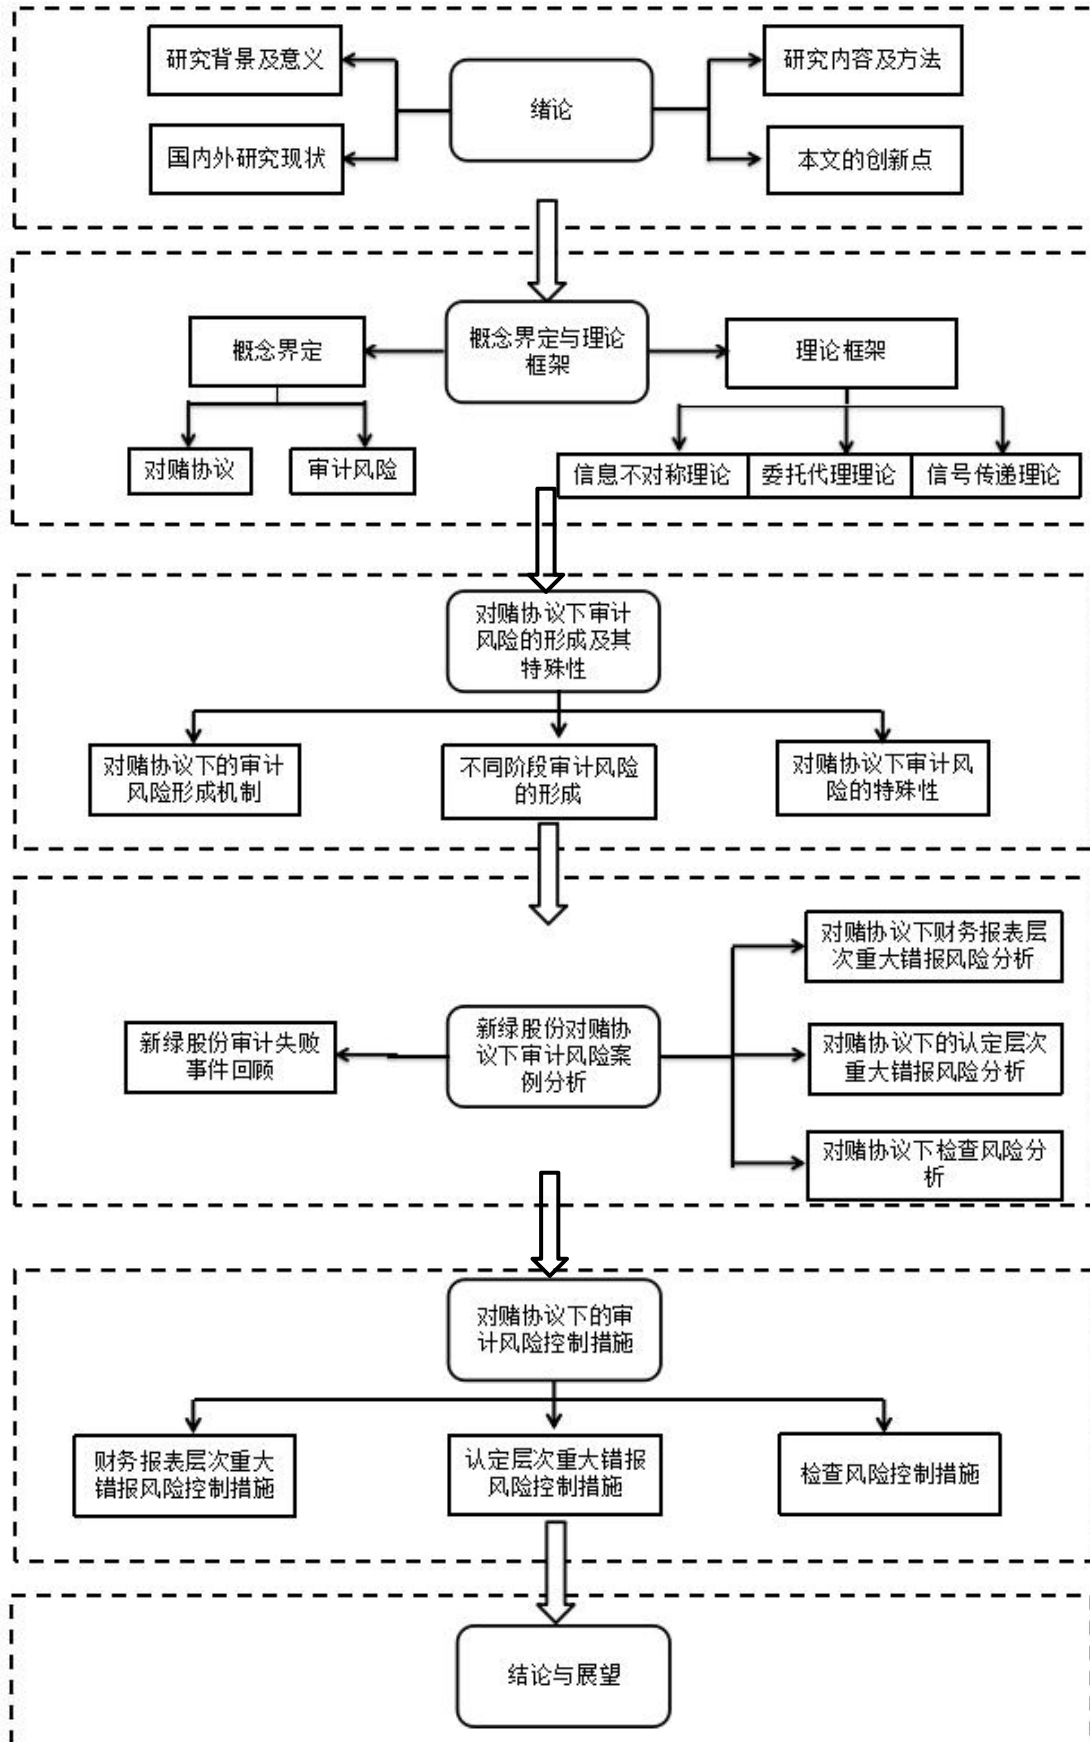 研究背景及意义
国内外研究现状
绪论
研究内容及方法
本文的创新点
概念界定
概念界定与理论
框架
理论框架
对赌协议
审计风险
信息不对称理论
委托代理理论
信号传递理论
对赌协议下审计
风险的形成及其
特殊性
对赌协议下的审计
风险形成机制
不同阶段审计风险
的形成
对赌协议下审计风
险的特殊性
新绿股份审计失败
事件回顾
新绿股份对赌协
议下审计风险案
例分析
对赌协议下财务报表层
次重大错报风险分析
对赌协议下的认定层次
重大错报风险分析
对赌协议下检查风险分
析
对赌协议下的审
计风险控制措施
财务报表层次重大
错报风险控制措施
认定层次重大错报
风险控制措施
检查风险控制措施
结论与展望